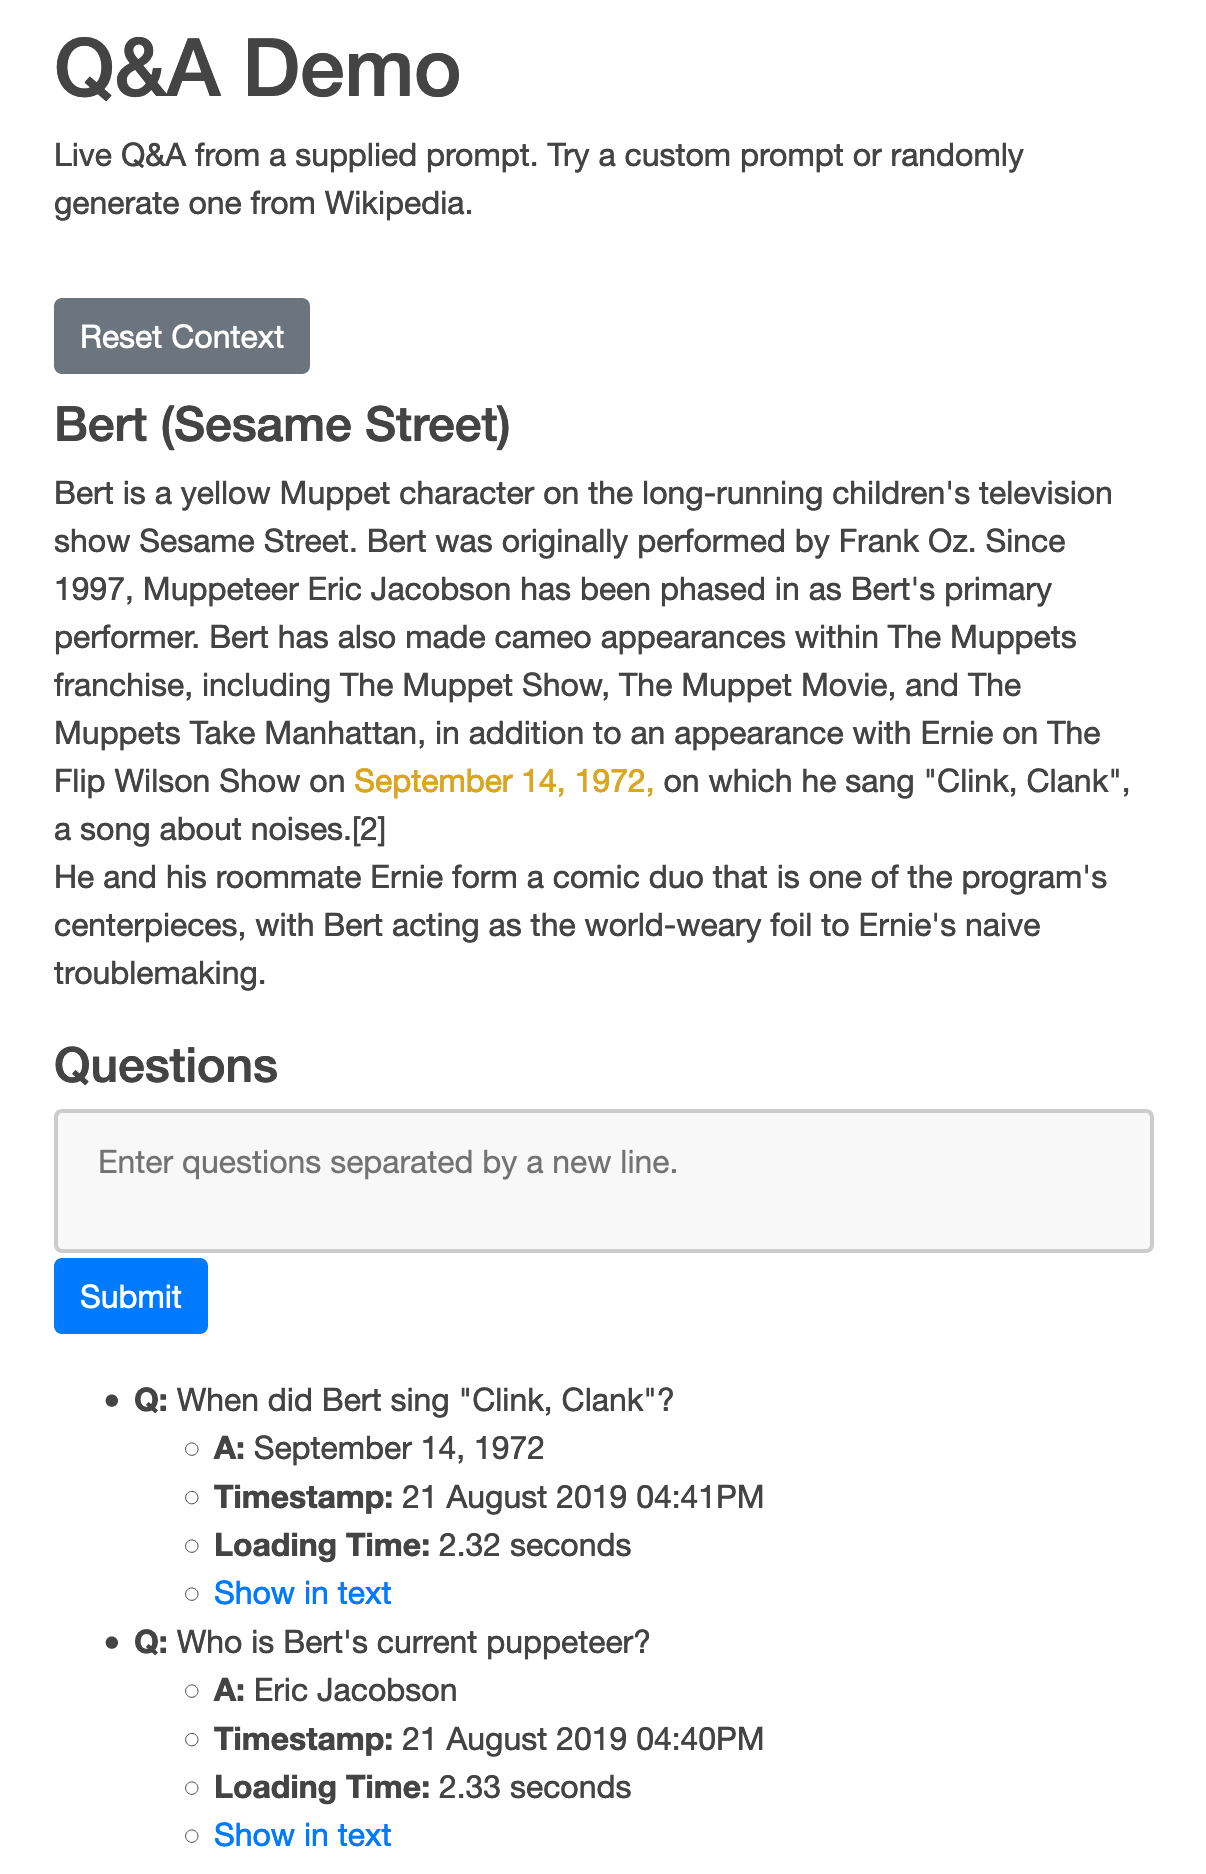 Q&A Demo
Live Q&A from a supplied prompt. Try a custom prompt or randomly
generate one from Wikipedia.
Reset Context
Bert (Sesame Street)
Bert is a yellow Muppet character on the long-running children's television
show Sesame Street. Bert was originally performed by Frank Oz. Since
1997, Muppeteer Eric Jacobson has been phased in as Bert's primary
performer. Bert has also made cameo appearances within The Muppets
franchise, including The Muppet Show, The Muppet Movie, and The
Muppets Take Manhattan, in addition to an appearance with Ernie on The
Flip Wilson Show on September 14, 1972, on which he sang "Clink, Clank",
a song about noises.[2]
He and his roommate Ernie form a comic duo that is one of the program's
centerpieces, with Bert acting as the world-weary foil to Ernie's naive
troublemaking.
Questions
Enter questions separated by a new line.
Submit
Q: When did Bert sing "Clink, Clank"?
A: September 14, 1972
Timestamp: 21 August 2019 04:41PM
Loading Time: 2.32 seconds
Show in text
Q: Who is Bert's current puppeteer?
A: Eric Jacobson
Timestamp: 21 August 2019 04:40PM
Loading Time: 2.33 seconds
Show in text